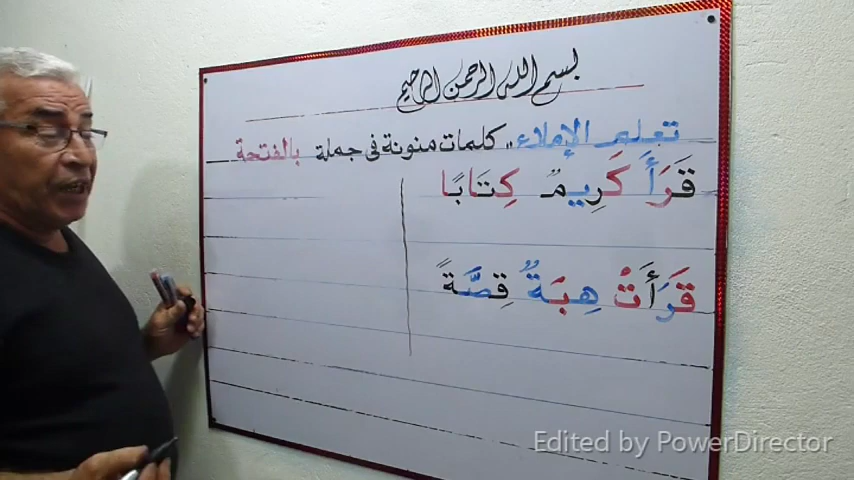 بسم الله الرحمن الرحيم
تعلم الإملاء .. كلمات منونة في جملة بالفتحة
قَرَأَ كَرِيمٌ كِتَابًا
قَرَأَتْ هِبَةٌ قِصَّةً
Edited by PowerDirector